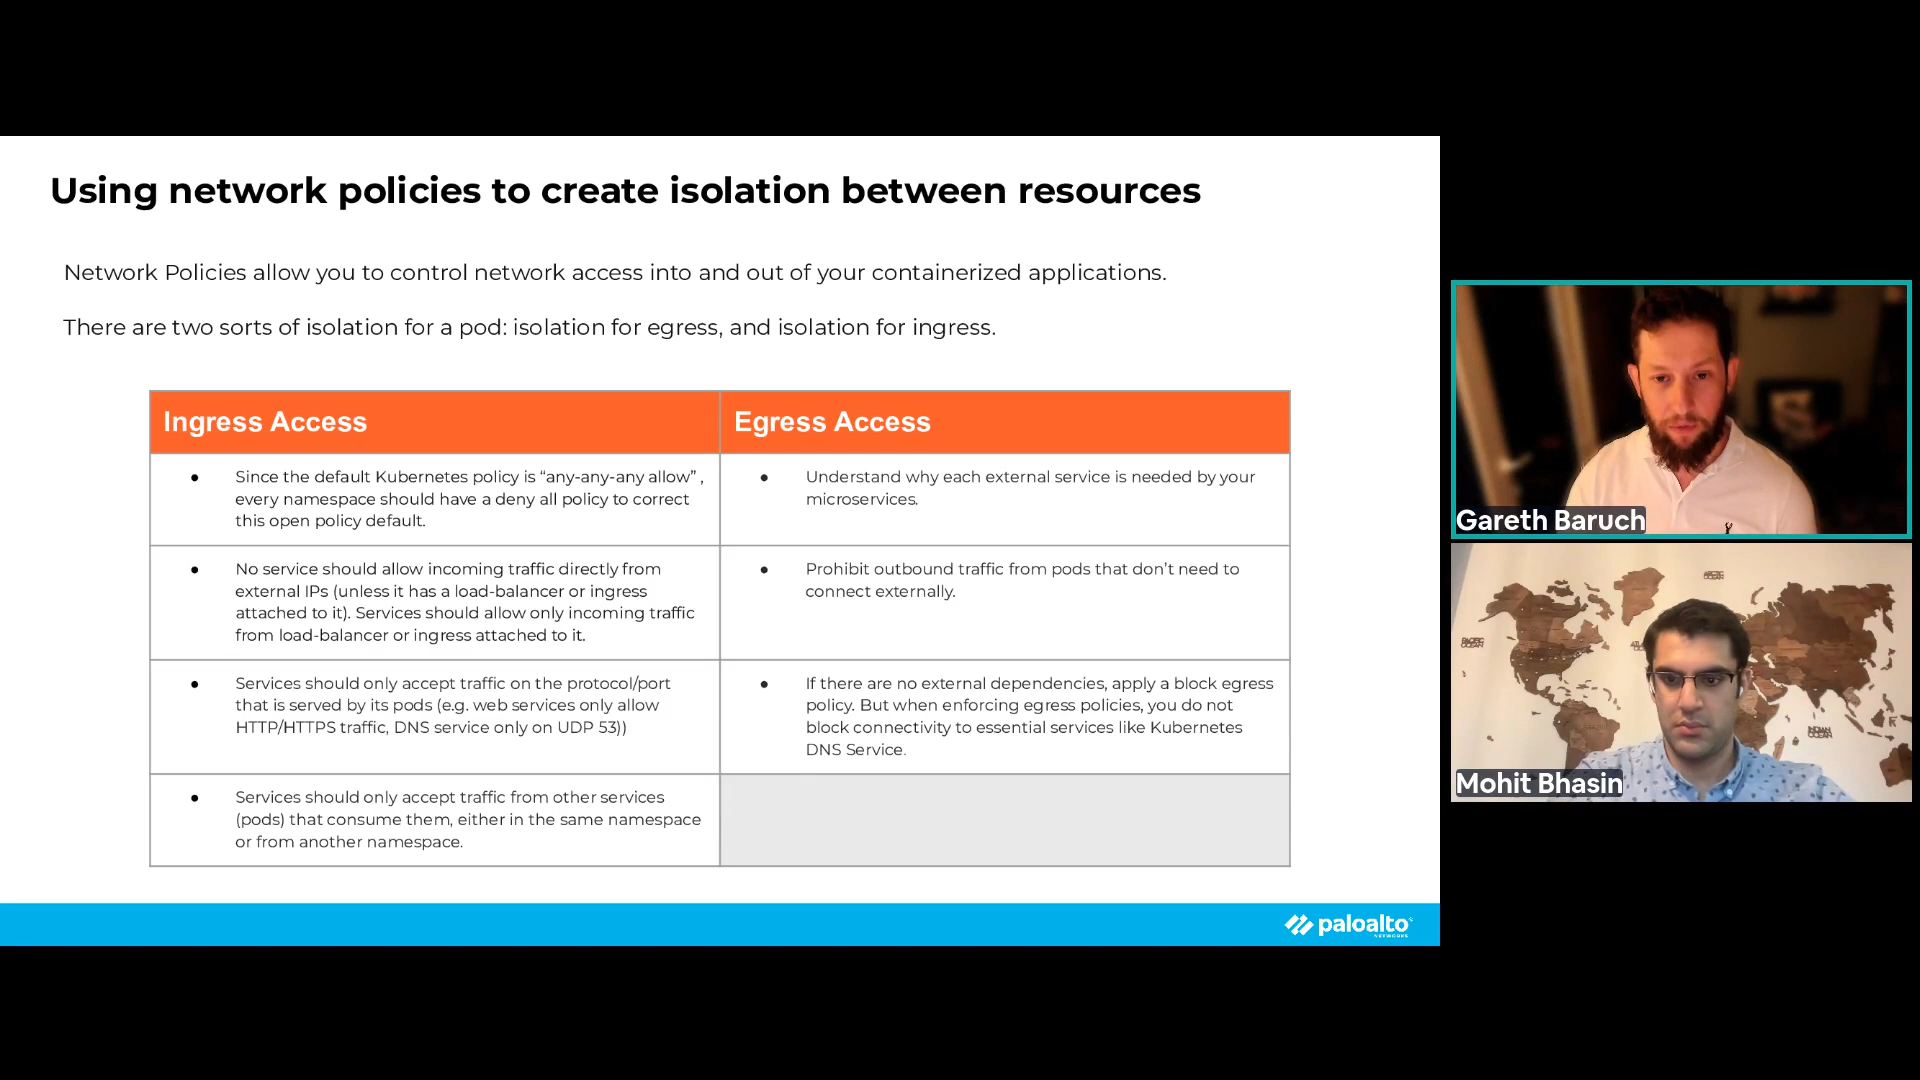 Using network policies to create isolation between resources
Network Policies allow you to control network access into and out of your containerized applications.
There are two sorts of isolation for a pod: isolation for egress, and isolation for ingress.
Ingress Access
Egress Access
● Since the default Kubernetes policy is “any-any-any allow” ,
every namespace should have a deny all policy to correct
this open policy default.
● Understand why each external service is needed by your
microservices.
● No service should allow incoming traffic directly from
external IPs (unless it has a load-balancer or ingress
attached to it). Services should allow only incoming traffic
from load-balancer or ingress attached to it.
● Prohibit outbound traffic from pods that don’t need to
connect externally.
● Services should only accept traffic on the protocol/port
that is served by its pods (e.g. web services only allow
HTTP/HTTPS traffic, DNS service only on UDP 53))
● If there are no external dependencies, apply a block egress
policy. But when enforcing egress policies, you do not
block connectivity to essential services like Kubernetes
DNS Service.
● Services should only accept traffic from other services
(pods) that consume them, either in the same namespace
or from another namespace.
paloalto
NETWORKS
Gareth Baruch
ARCTIC
OCEAN
PACIFIC
OCEAN
INDIAN
OCEAN
Mohit Bhasin